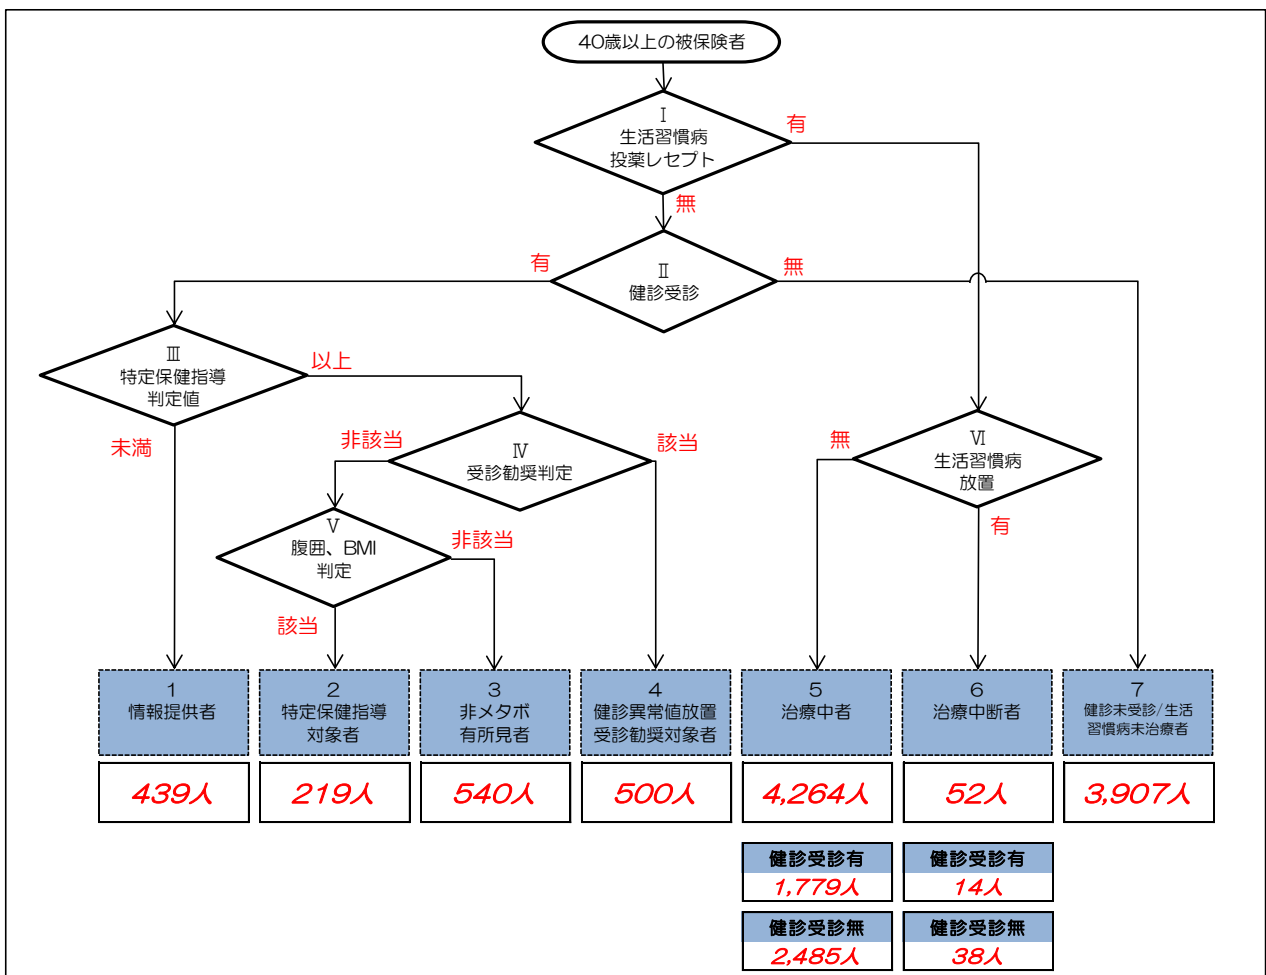 40歳以上の被保険者
Ⅰ
生活習慣病
投薬レセプト
有
無
Ⅱ
健診受診
有
無
Ⅲ
特定保健指導
判定値
以上
未満
Ⅳ
受診勧奨判定
非該当
該当
Ⅵ
生活習慣病
放置
無
有
Ⅴ
腹囲、BMI
判定
非該当
該当
1
情報提供者
439人
2
特定保健指導
対象者
219人
3
非メタボ
有所見者
540人
4
健診異常値放置
受診勧奨対象者
500人
5
治療中者
4,264人
6
治療中断者
52人
7
健診未受診/生活
習慣病未治療者
3,907人
健診受診有
1,779人
健診受診無
2,485人
健診受診有
14人
健診受診無
38人